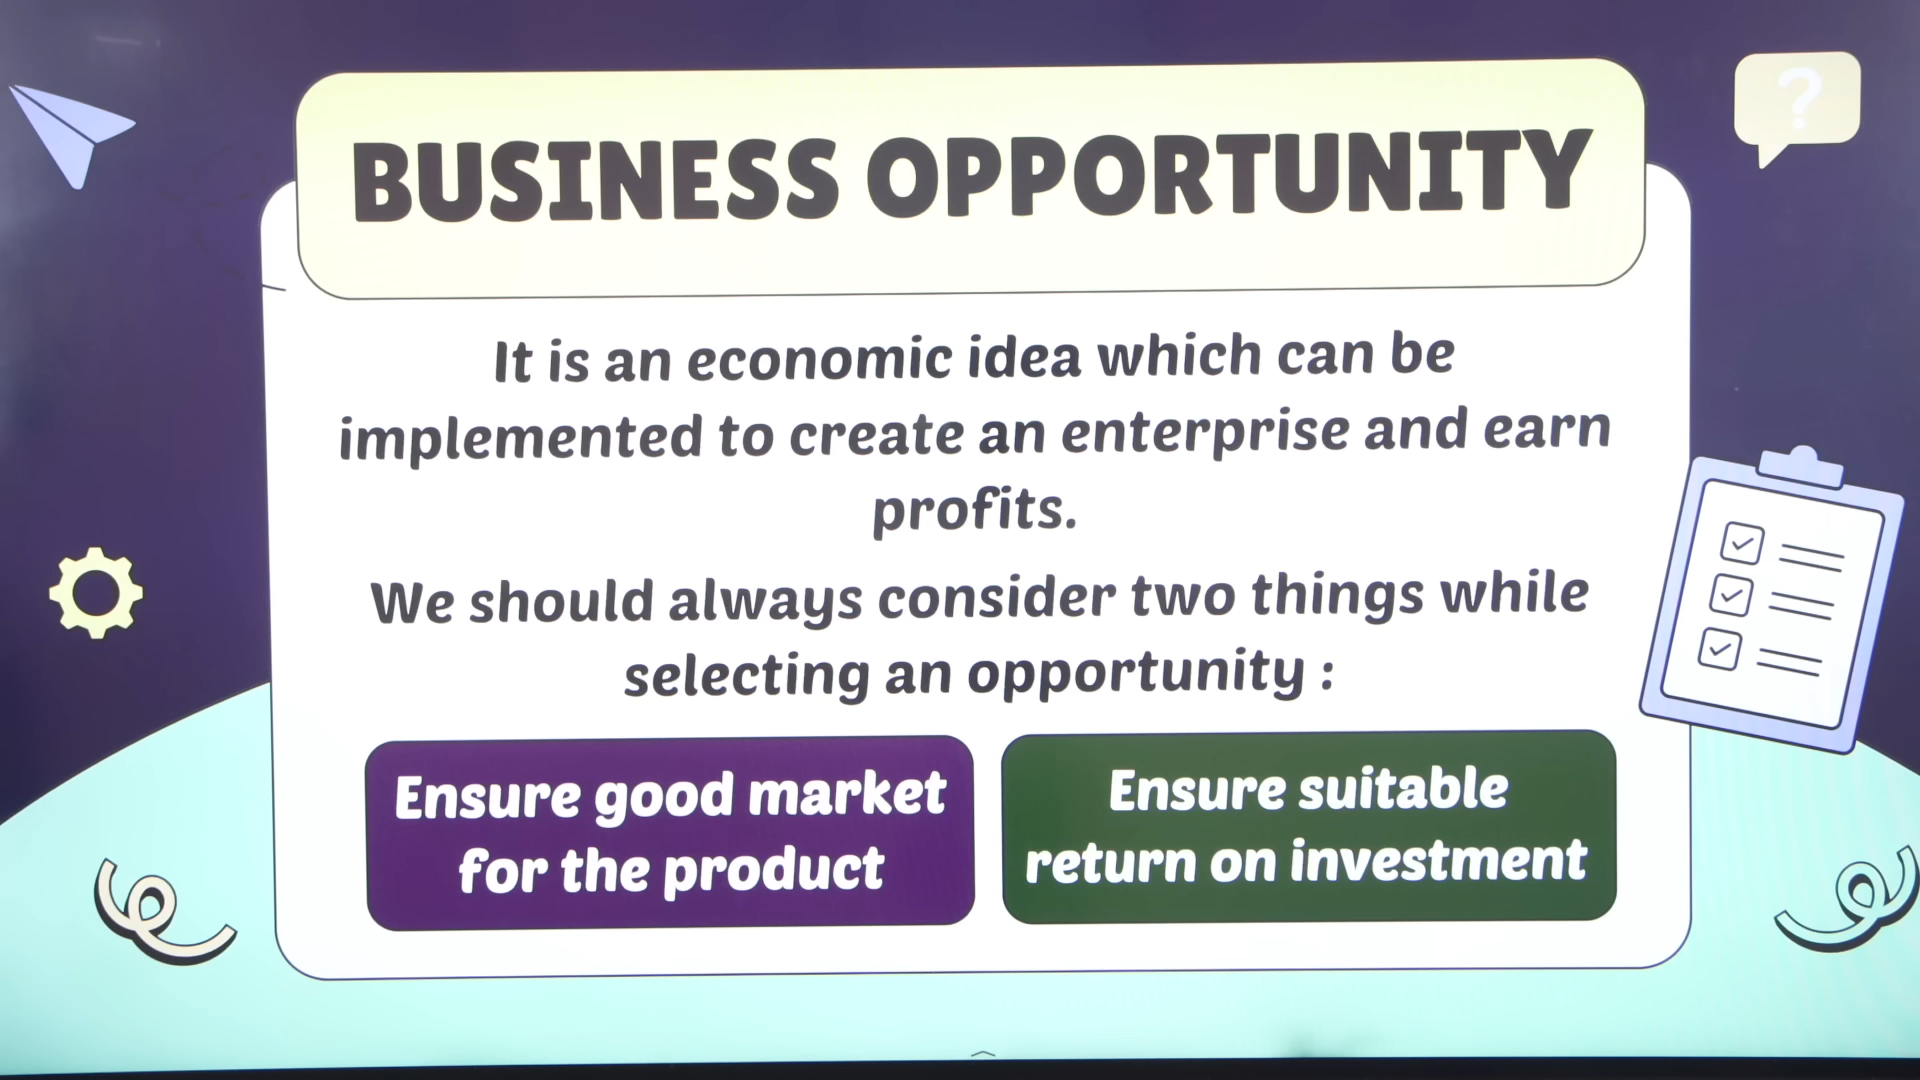 BUSINESS OPPORTUNITY
?
It is an economic idea which can be
implemented to create an enterprise and earn
profits.
We should always consider two things while
selecting an opportunity :
Ensure good market
for the product
Ensure suitable
return on investment